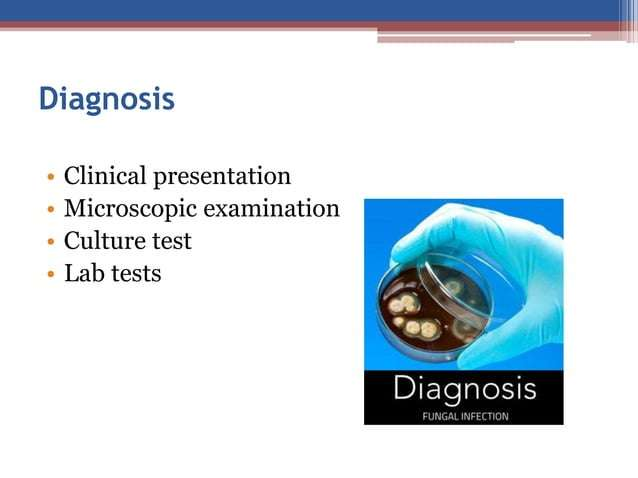 Diagnosis
• Clinical presentation
• Microscopic examination
• Culture test
• Lab tests
Diagnosis
FUNGAL INFECTION